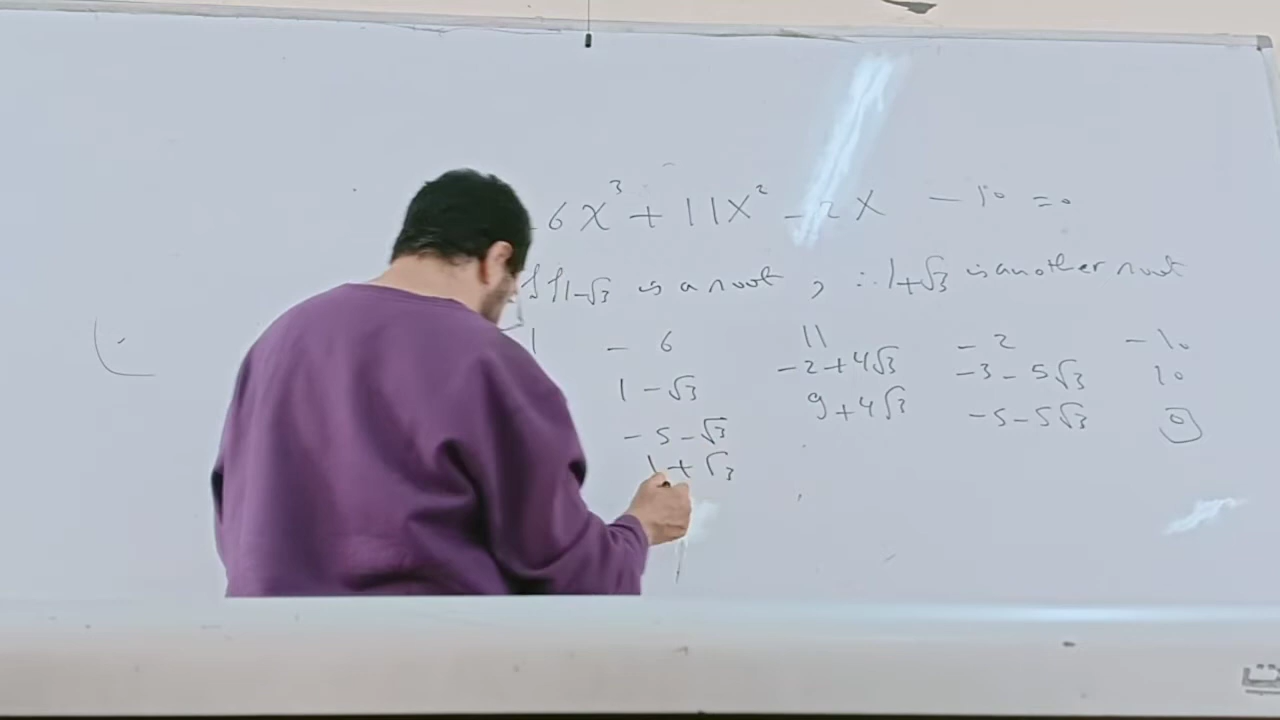 - 6x³ + 11x² - 2x - 10 = 0
1-√3 is a root , ∴ 1+√3 is another root
1 - 6 11 - 2 - 10
1 - √3 - 2 + 4√3 - 3 - 5√3 10
- 5 - √3 9 + 4√3 - 5 - 5√3 0
1 + √3
ت